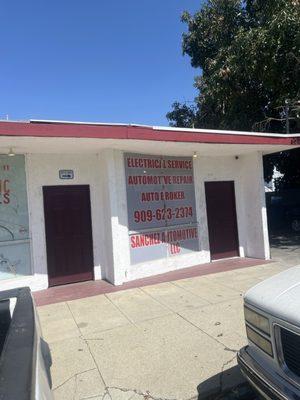 ELECTRICAL SERVICE
AUTOMOTIVE REPAIR
AUTO BROKER
909-623-2374
SANCHEZ AUTOMOTIVE
LLC